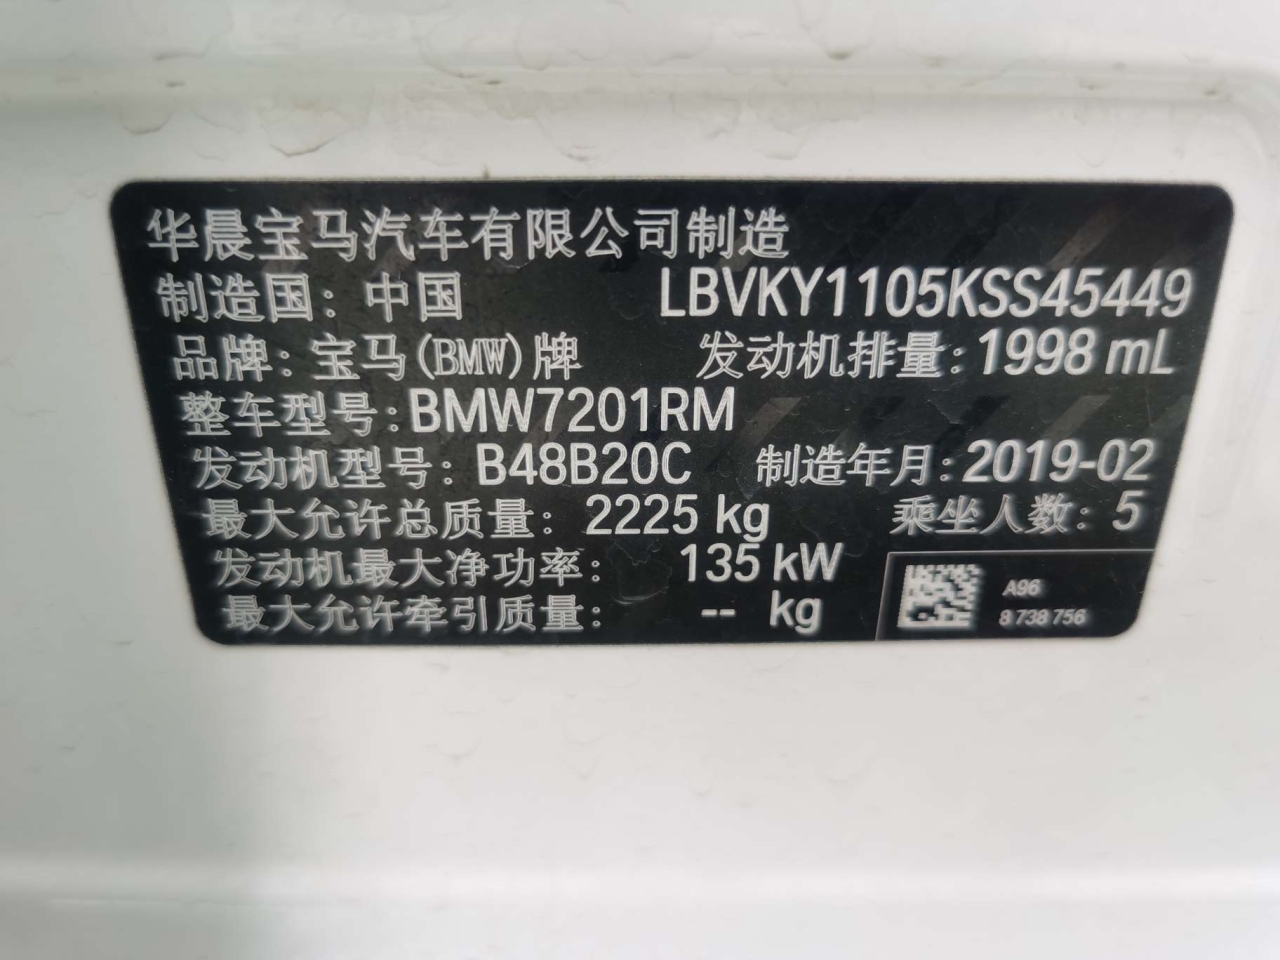 华晨宝马汽车有限公司制造
制造国: 中国 LBVKY1105KSS45449
品牌: 宝马(BMW)牌 发动机排量: 1998 mL
整车型号: BMW7201RM
发动机型号: B48B20C 制造年月: 2019-02
最大允许总质量: 2225 kg 乘坐人数: 5
发动机最大净功率: 135 kW
最大允许牵引质量: -- kg
A96
8 738 756